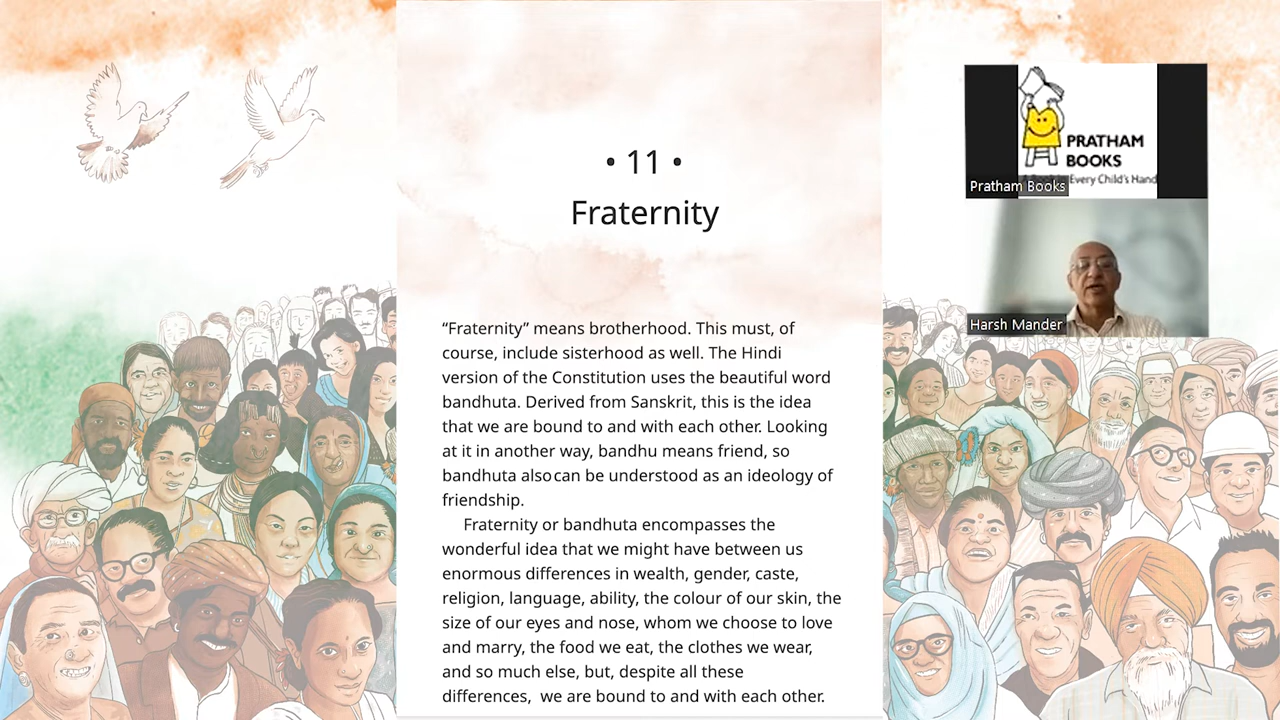 • 11 •
Fraternity
“Fraternity” means brotherhood. This must, of
course, include sisterhood as well. The Hindi
version of the Constitution uses the beautiful word
bandhuta. Derived from Sanskrit, this is the idea
that we are bound to and with each other. Looking
at it in another way, bandhu means friend, so
bandhuta also can be understood as an ideology of
friendship.
Fraternity or bandhuta encompasses the
wonderful idea that we might have between us
enormous differences in wealth, gender, caste,
religion, language, ability, the colour of our skin, the
size of our eyes and nose, whom we choose to love
and marry, the food we eat, the clothes we wear,
and so much else, but, despite all these
differences, we are bound to and with each other.
PRATHAM
BOOKS
Every Child's Hand
Pratham Books
Harsh Mander